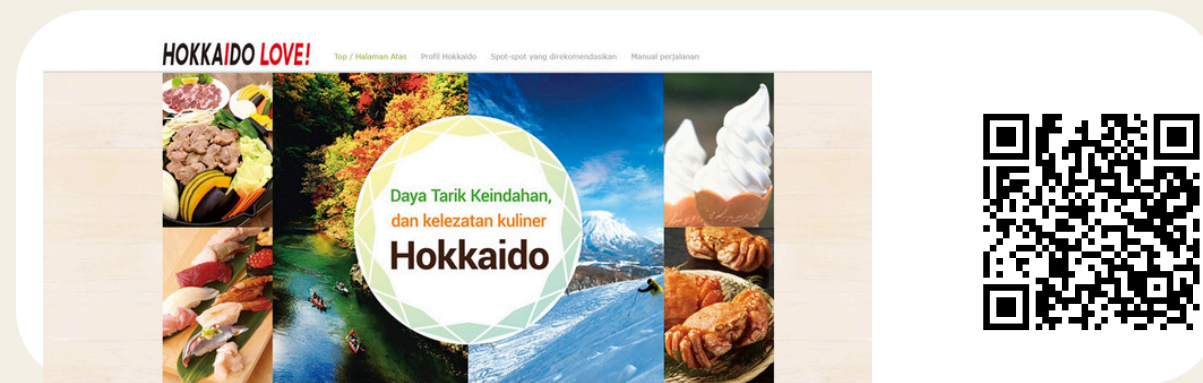 HOKKAIDO LOVE!
Top / Halaman Atas Profil Hokkaido Spot-spot yang direkomendasikan Manual perjalanan
Daya Tarik Keindahan,
dan kelezatan kuliner
Hokkaido